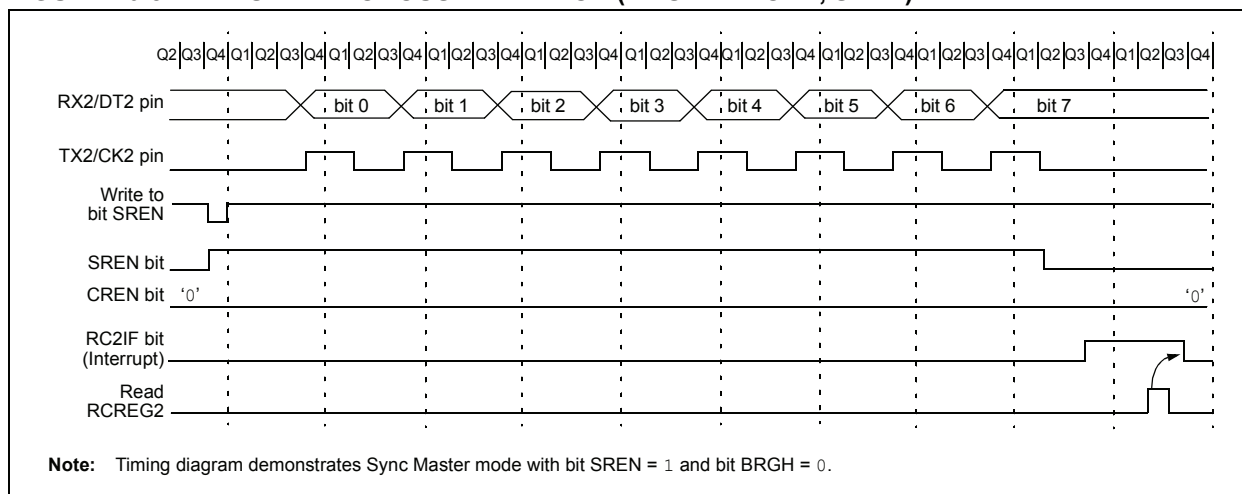 Q2 Q3 Q4 Q1 Q2 Q3 Q4 Q1 Q2 Q3 Q4 Q1 Q2 Q3 Q4 Q1 Q2 Q3 Q4 Q1 Q2 Q3 Q4 Q1 Q2 Q3 Q4 Q1 Q2 Q3 Q4 Q1 Q2 Q3 Q4 Q1 Q2 Q3 Q4 Q1 Q2 Q3 Q4
RX2/DT2 pin
bit 0 bit 1 bit 2 bit 3 bit 4 bit 5 bit 6 bit 7
TX2/CK2 pin
Write to
bit SREN
SREN bit
CREN bit ‘0’ ‘0’
RC2IF bit
(Interrupt)
Read
RCREG2
Note: Timing diagram demonstrates Sync Master mode with bit SREN = 1 and bit BRGH = 0.